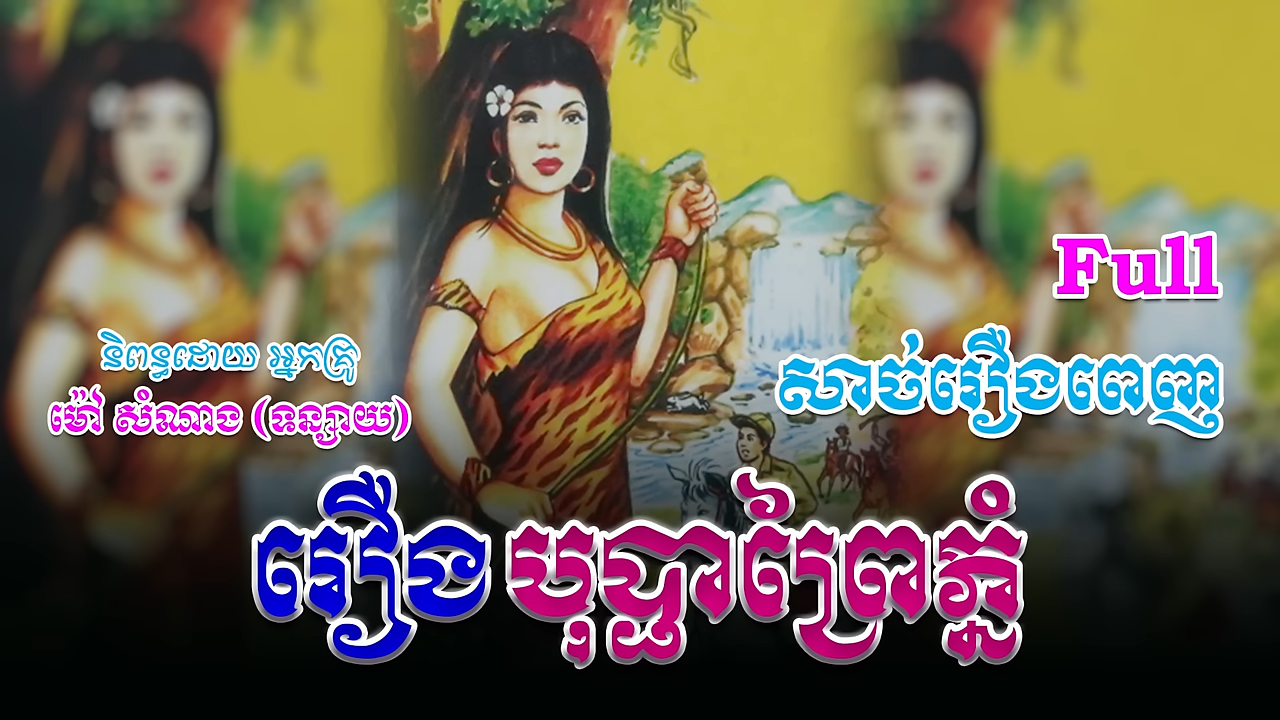 Full
និពន្ធដោយ អ្នកគ្រូ
ម៉ៅ សំណាង (ទន្សាយ)
សាច់រឿងពេញ
រឿង បុប្ផាព្រៃភ្នំ